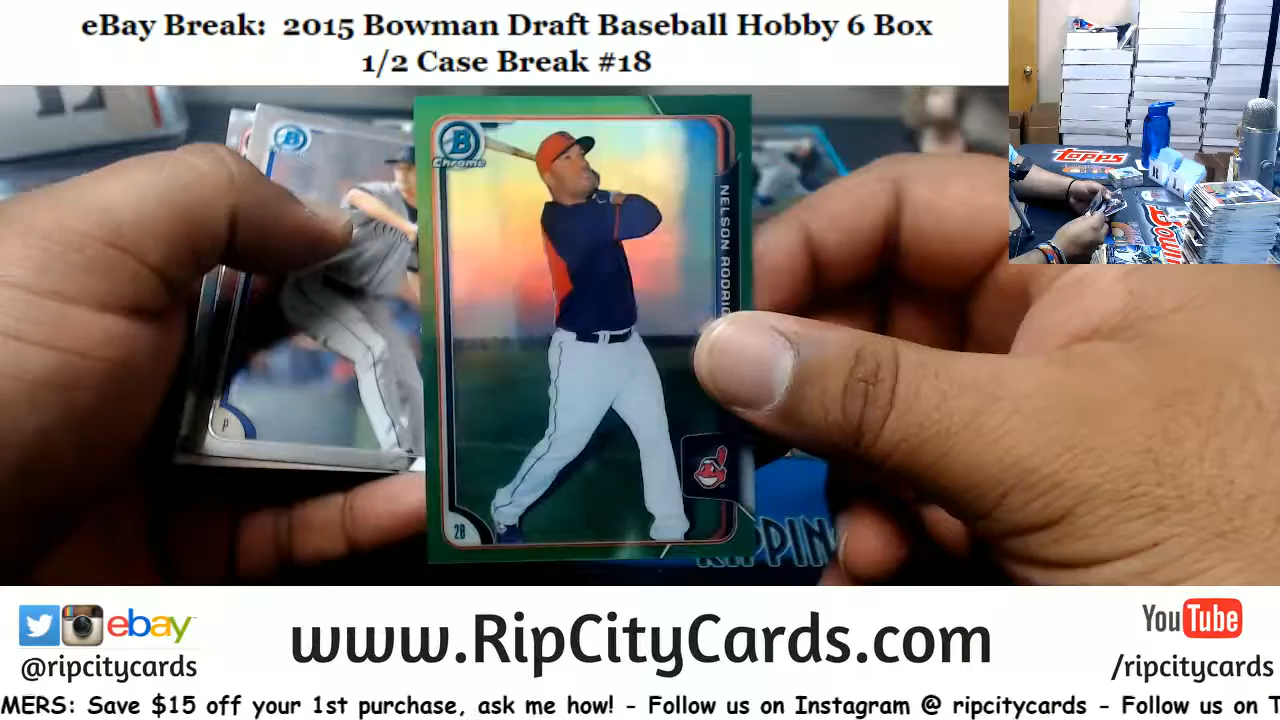 eBay Break: 2015 Bowman Draft Baseball Hobby 6 Box
1/2 Case Break #18
B
Chrome
B
NELSON
P
28
RIPPIN
Topps
ebay
@ripcitycards
www.RipCityCards.com
YouTube
/ripcitycards
MERS: Save $15 off your 1st purchase, ask me how! - Follow us on Instagram @ ripcitycards - Follow us on T